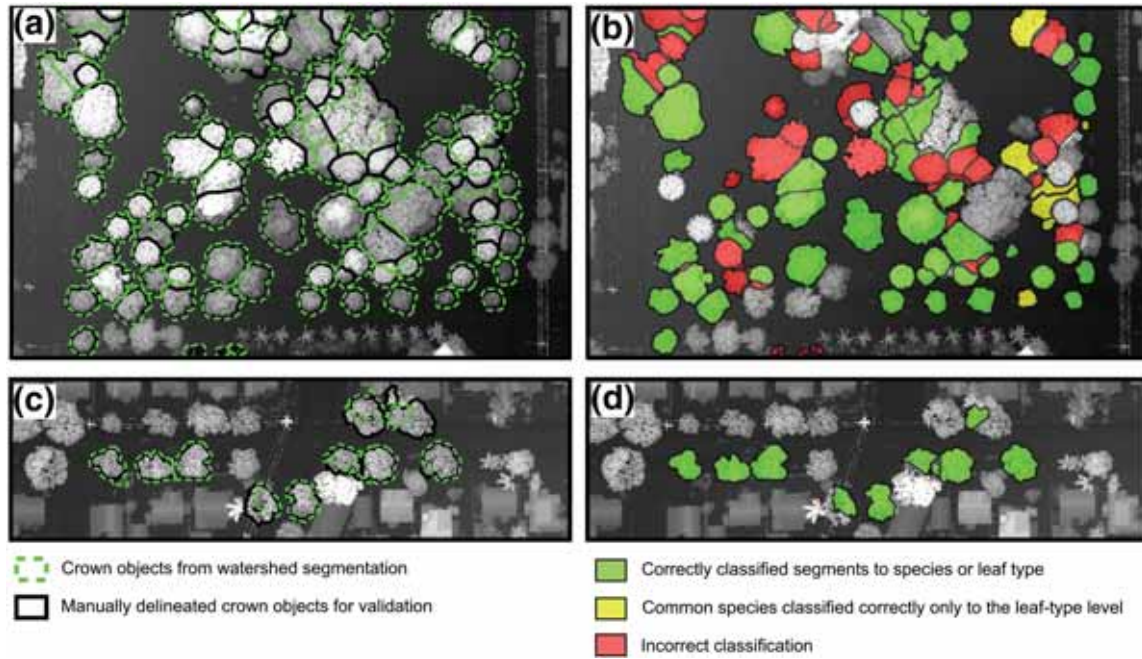 (a)
(b)
(c)
(d)
Crown objects from watershed segmentation
Manually delineated crown objects for validation
Correctly classified segments to species or leaf type
Common species classified correctly only to the leaf-type level
Incorrect classification